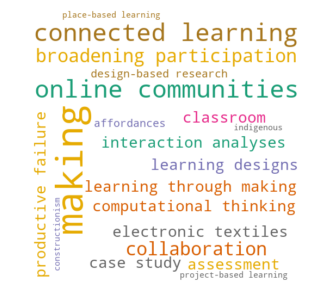 place-based learning
connected learning
broadening participation
design-based research
online communities
making
affordances
classroom
indigenous
interaction analyses
productive failure
constructionism
learning designs
learning through making
computational thinking
electronic textiles
collaboration
case study
assessment
project-based learning